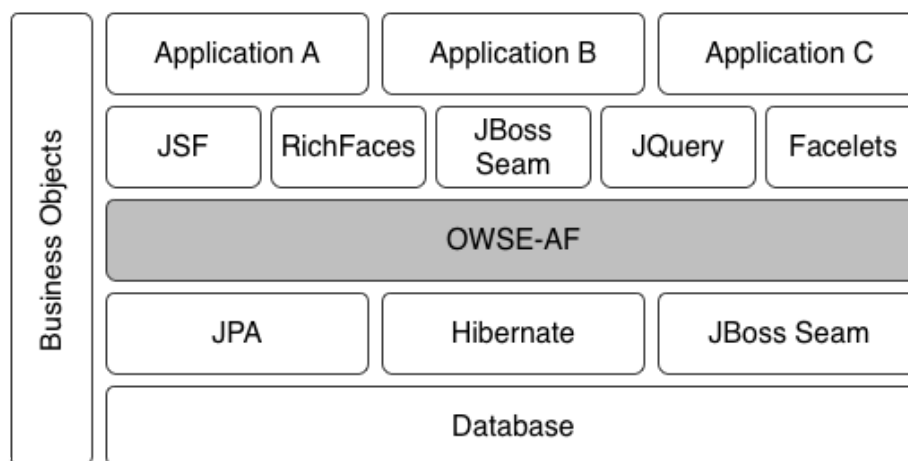 Business Objects
Application A
Application B
Application C
JSF
RichFaces
JBoss
Seam
JQuery
Facelets
OWSE-AF
JPA
Hibernate
JBoss Seam
Database